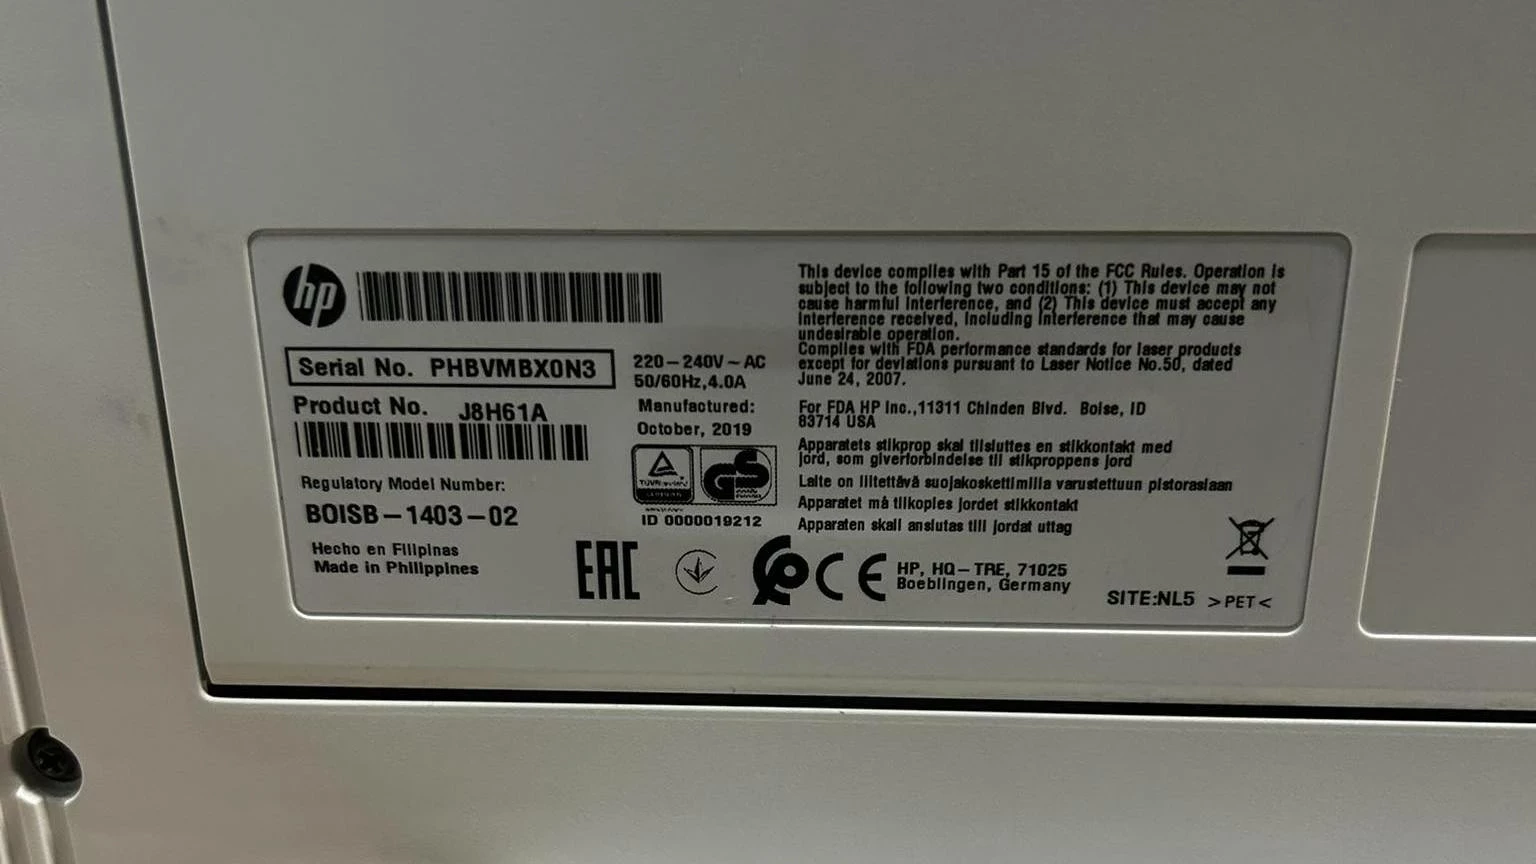 hp
Serial No. PHBVMBX0N3
Product No. J8H61A
Regulatory Model Number:
BOISB-1403-02
Hecho en Filipinas
Made in Philippines
220-240V ~ AC
50/60Hz,4.0A
Manufactured:
October, 2019
GS
ID 0000019212
EAC
CE
HP, HQ-TRE, 71025
Boeblingen, Germany
This device complies with Part 15 of the FCC Rules. Operation is
subject to the following two conditions: (1) This device may not
cause harmful interference, and (2) This device must accept any
interference received, including interference that may cause
undesirable operation.
Complies with FDA performance standards for laser products
except for deviations pursuant to Laser Notice No.50, dated
June 24, 2007.
For FDA HP Inc.,11311 Chinden Blvd. Boise, ID
83714 USA
Apparatets stikprop skal tilsluttes en stikkontakt med
jord, som giverforbindelse til stikproppens jord
Laite on liitettävä suojakoskettimilla varustettuun pistorasiaan
Apparatet må tilkoples jordet stikkontakt
Apparaten skall anslutas till jordat uttag
SITE:NL5 >PET<